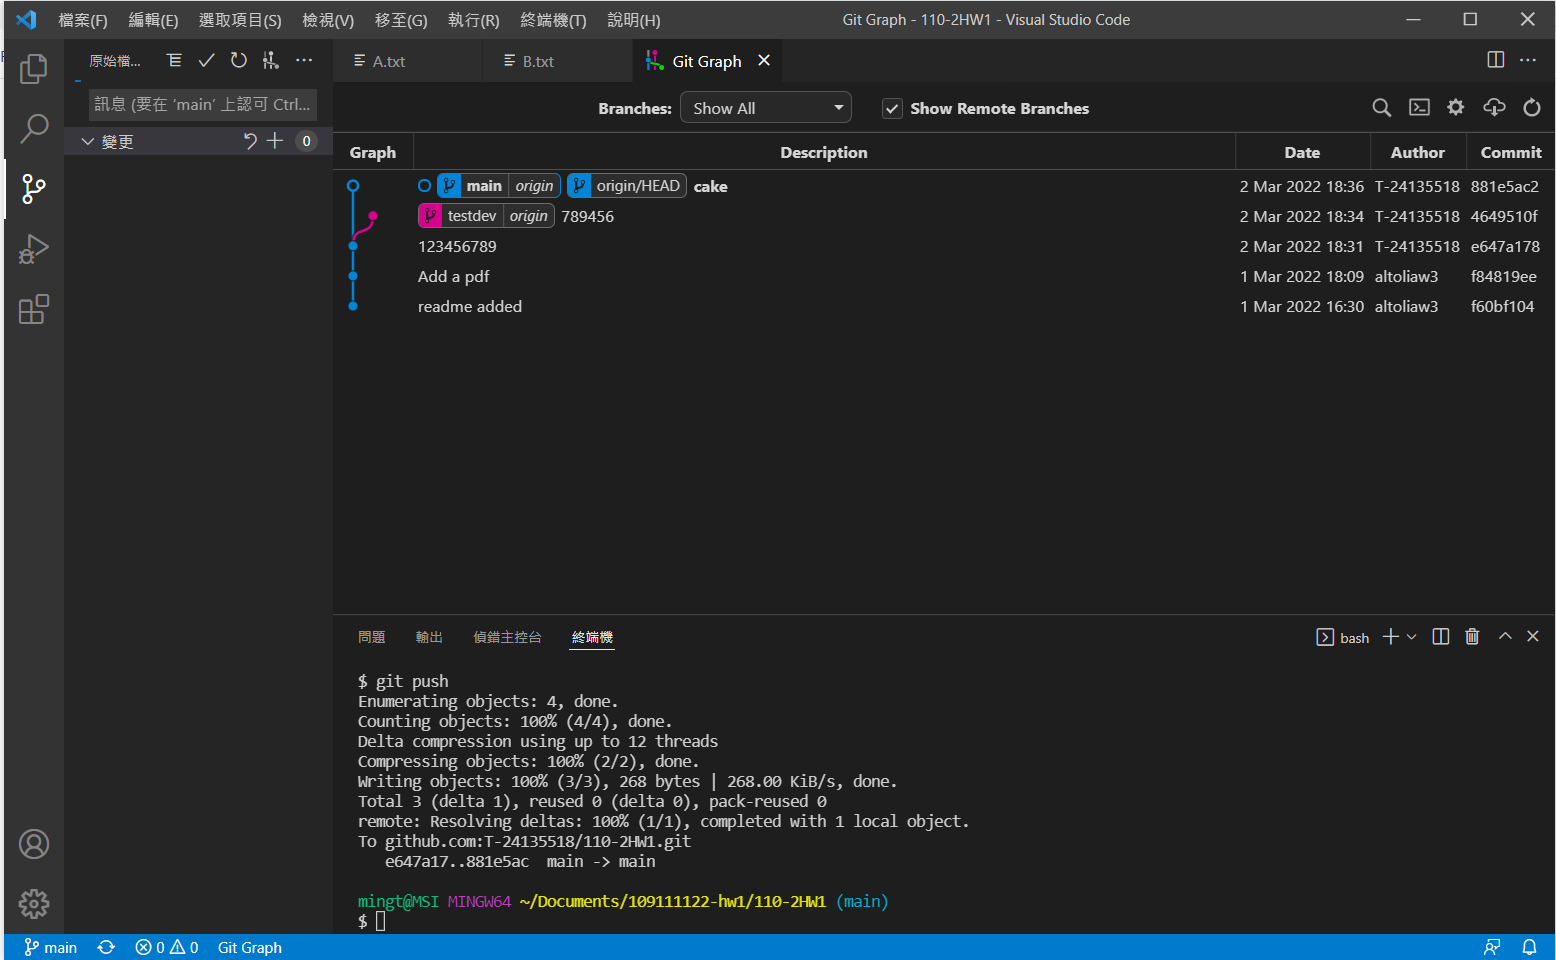 檔案(F) 編輯(E) 選取項目(S) 檢視(V) 移至(G) 執行(R) 終端機(T) 說明(H) Git Graph - 110-2HW1 - Visual Studio Code
原始檔... A.txt B.txt Git Graph
訊息 (要在 ‘main’ 上認可 Ctrl... Branches: Show All Show Remote Branches
變更 0
Graph Description Date Author Commit
main origin origin/HEAD cake 2 Mar 2022 18:36 T-24135518 881e5ac2
testdev origin 789456 2 Mar 2022 18:34 T-24135518 4649510f
123456789 2 Mar 2022 18:31 T-24135518 e647a178
Add a pdf 1 Mar 2022 18:09 altoliaw3 f84819ee
readme added 1 Mar 2022 16:30 altoliaw3 f60bf104
問題 輸出 偵錯主控台 終端機 bash
$ git push
Enumerating objects: 4, done.
Counting objects: 100% (4/4), done.
Delta compression using up to 12 threads
Compressing objects: 100% (2/2), done.
Writing objects: 100% (3/3), 268 bytes | 268.00 KiB/s, done.
Total 3 (delta 1), reused 0 (delta 0), pack-reused 0
remote: Resolving deltas: 100% (1/1), completed with 1 local object.
To github.com:T-24135518/110-2HW1.git
e647a17..881e5ac main -> main
mingt@MSI MINGW64 ~/Documents/109111122-hw1/110-2HW1 (main)
$
main 0 0 Git Graph